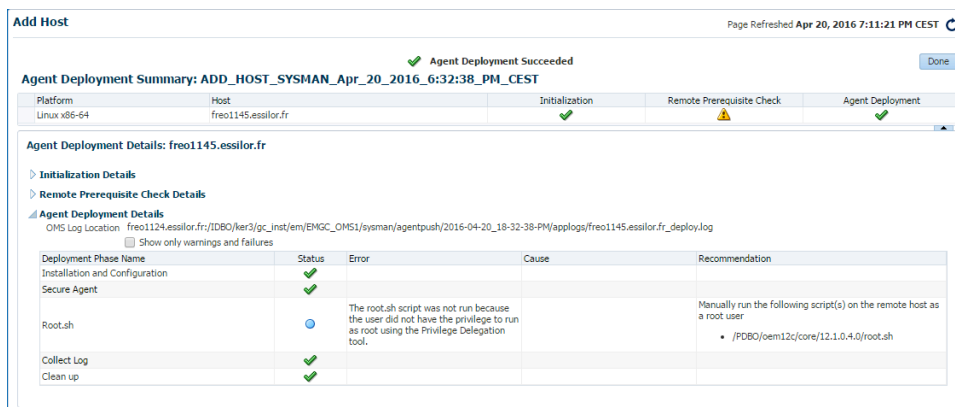 Add Host
Page Refreshed Apr 20, 2016 7:11:21 PM CEST
Agent Deployment Succeeded
Done
Agent Deployment Summary: ADD_HOST_SYSMAN_Apr_20_2016_6:32:38_PM_CEST
Platform Host Initialization Remote Prerequisite Check Agent Deployment
Linux x86-64 freo1145.essilor.fr
Agent Deployment Details: freo1145.essilor.fr
Initialization Details
Remote Prerequisite Check Details
Agent Deployment Details
OMS Log Location freo1124.essilor.fr:/IDBO/ker3/gc_inst/em/EMGC_OMS1/sysman/agentpush/2016-04-20_18-32-38-PM/applogs/freo1145.essilor.fr_deploy.log
Show only warnings and failures
Deployment Phase Name Status Error Cause Recommendation
Installation and Configuration
Secure Agent
Root.sh
The root.sh script was not run because
the user did not have the privilege to run
as root using the Privilege Delegation
tool.
Manually run the following script(s) on the remote host as
a root user
• /PDBO/oem12c/core/12.1.0.4.0/root.sh
Collect Log
Clean up